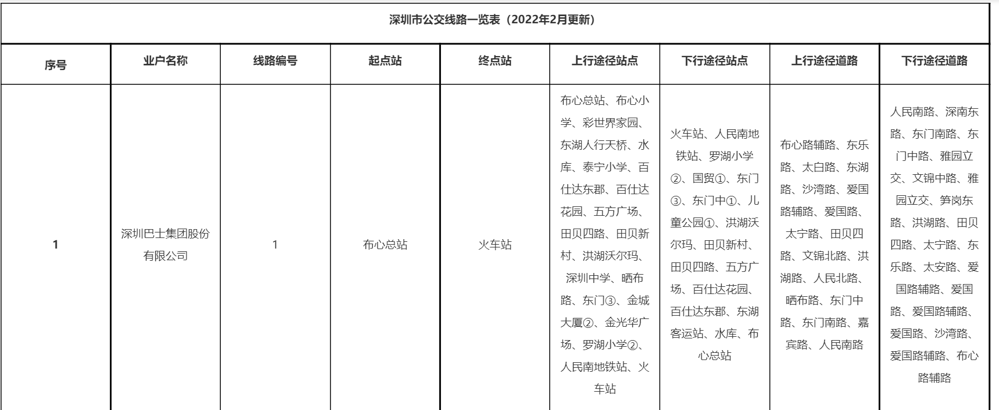 深圳市公交线路一览表（2022年2月更新）
序号
业户名称
线路编号
起点站
终点站
上行途径站点
下行途径站点
上行途径道路
下行途径道路
1
深圳巴士集团股份
有限公司
1
布心总站
火车站
布心总站、布心小
学、彩世界家园、
东湖人行天桥、水
库、泰宁小学、百
仕达东郡、百仕达
花园、五方广场、
田贝四路、田贝新
村、洪湖沃尔玛、
深圳中学、晒布
路、东门③、金城
大厦②、金光华广
场、罗湖小学②、
人民南地铁站、火
车站
火车站、人民南地
铁站、罗湖小学
②、国贸①、东门
③、东门中①、儿
童公园①、洪湖沃
尔玛、田贝新村、
田贝四路、五方广
场、百仕达花园、
百仕达东郡、东湖
客运站、水库、布
心总站
布心路辅路、东乐
路、太白路、东湖
路、沙湾路、爱国
路辅路、爱国路、
太宁路、田贝四
路、文锦北路、洪
湖路、人民北路、
晒布路、东门中
路、东门南路、嘉
宾路、人民南路
人民南路、深南东
路、东门南路、东
门中路、雅园立
交、文锦中路、雅
园立交、笋岗东
路、洪湖路、田贝
四路、太宁路、东
乐路、太安路、爱
国路辅路、爱国
路、爱国路辅路、
爱国路、沙湾路、
爱国路辅路、布心
路辅路